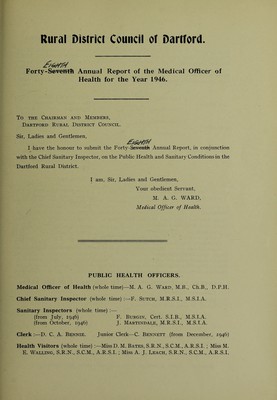 Rural District Council of Dartford.
EIGHTH
Forty-Seventh Annual Report of the Medical Officer of
Health for the Year 1946.
TO THE CHAIRMAN AND MEMBERS,
DARTFORD RURAL DISTRICT COUNCIL.
Sir, Ladies and Gentlemen,
EIGHTH
I have the honour to submit the Forty-Seventh Annual Report, in conjunction
with the Chief Sanitary Inspector, on the Public Health and Sanitary Conditions in the
Dartford Rural District.
I am, Sir, Ladies and Gentlemen,
Your obedient Servant,
M. A. G. WARD,
Medical Officer of Health.
PUBLIC HEALTH OFFICERS.
Medical Officer of Health (whole time)—M. A. G. WARD, M.B., Ch.B., D.P.H.
Chief Sanitary Inspector (whole time) :—F. SUTCH, M.R.S.I., M.S.I.A.
Sanitary Inspectors (whole time) :—
(from July, 1946) F. BURGIN, Cert. S.I.B., M.S.I.A.
(from October, 1946) J. MARTINDALE, M.R.S.I., M.S.I.A.
Clerk :—D. C. A. BENNIE. Junior Clerk—C. BENNETT (from December, 1946)
Health Visitors (whole time) :—Miss D. M. BATES, S.R.N., S.C.M., A.R.S.I. ; Miss M.
E. WALLING, S.R.N., S.C.M., A.R.S.I. ; Miss A. J. LEACH, S.R.N., S.C.M., A.R.S.I.